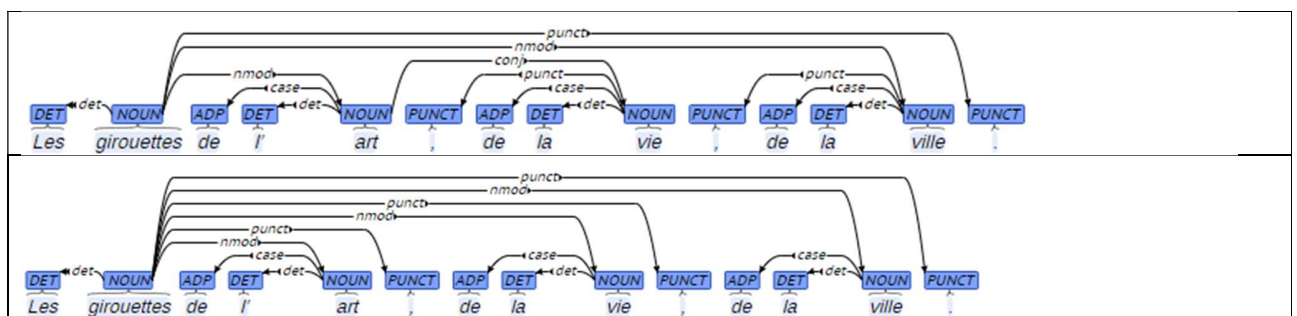 punct
nmod
conj
nmod punct punct
case case case
det det det det
DET NOUN ADP DET NOUN PUNCT ADP DET NOUN PUNCT ADP DET NOUN PUNCT
Les girouettes de l' art , de la vie , de la ville .
punct
nmod
punct
nmod
punct
nmod
case case case
det det det det
DET NOUN ADP DET NOUN PUNCT ADP DET NOUN PUNCT ADP DET NOUN PUNCT
Les girouettes de l' art , de la vie , de la ville .